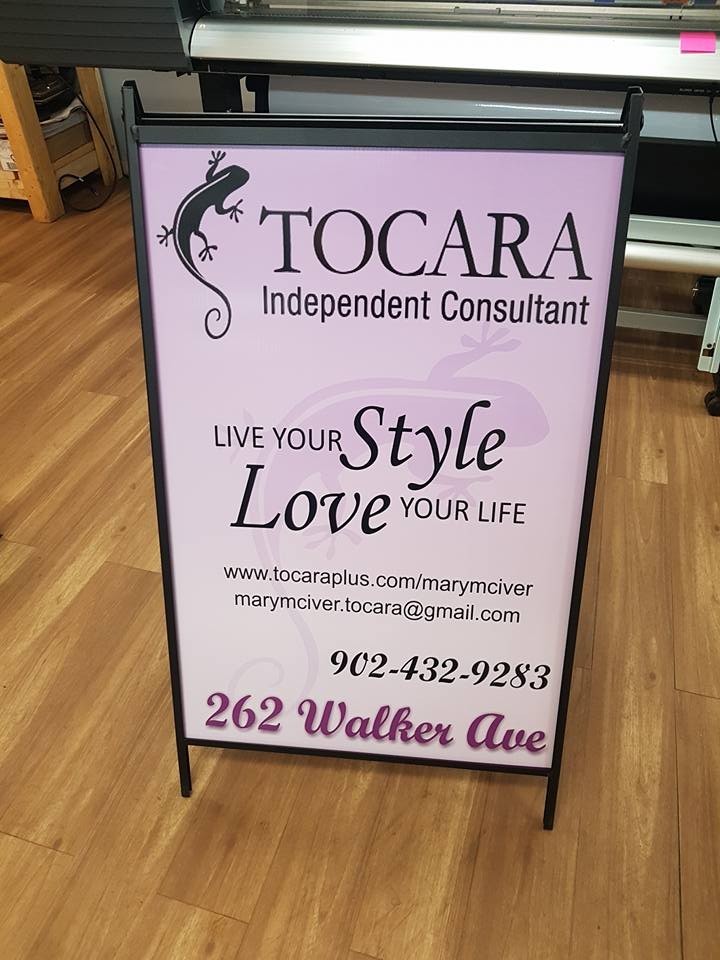 TOCARA
Independent Consultant
LIVE YOUR Style
Love YOUR LIFE
www.tocaraplus.com/marymciver
marymciver.tocara@gmail.com
902-432-9283
262 Walker Ave